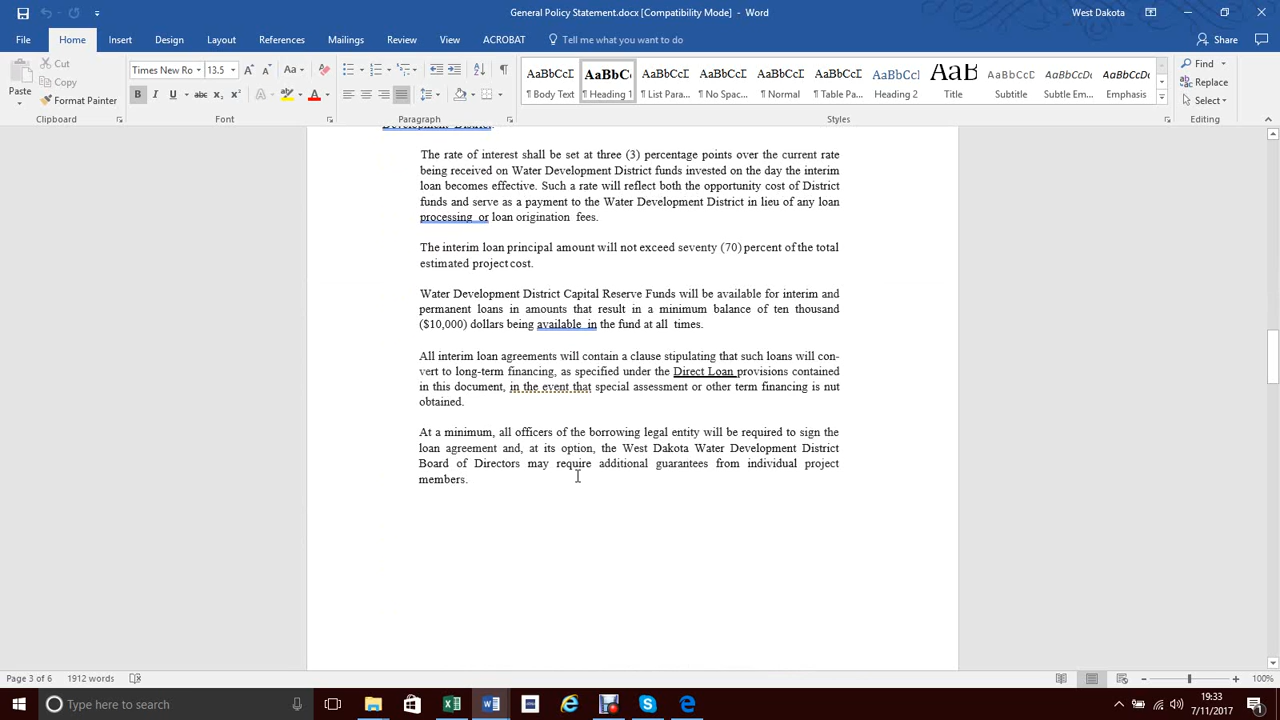 General Policy Statement.docx [Compatibility Mode] - Word
West Dakota
File Home Insert Design Layout References Mailings Review View ACROBAT Tell me what you want to do Share
Cut
Copy
Format Painter
Paste
Times New Ro 13.5
AaBbCcD AaBbC AaBbCcD AaBbCcD AaBbCcD AaBbCcD AaBbCcI AaB AaBbCcD AaBbCcD AaBbCcD
¶ Body Text ¶ Heading 1 ¶ List Para... ¶ No Spac... ¶ Normal ¶ Table Pa... Heading 2 Title Subtitle Subtle Em... Emphasis
Find
Replace
Select
Clipboard Font Paragraph Styles Editing
Development District.
The rate of interest shall be set at three (3) percentage points over the current rate
being received on Water Development District funds invested on the day the interim
loan becomes effective. Such a rate will reflect both the opportunity cost of District
funds and serve as a payment to the Water Development District in lieu of any loan
processing or loan origination fees.
The interim loan principal amount will not exceed seventy (70) percent of the total
estimated project cost.
Water Development District Capital Reserve Funds will be available for interim and
permanent loans in amounts that result in a minimum balance of ten thousand
($10,000) dollars being available in the fund at all times.
All interim loan agreements will contain a clause stipulating that such loans will con-
vert to long-term financing, as specified under the Direct Loan provisions contained
in this document, in the event that special assessment or other term financing is nut
obtained.
At a minimum, all officers of the borrowing legal entity will be required to sign the
loan agreement and, at its option, the West Dakota Water Development District
Board of Directors may require additional guarantees from individual project
members.
Page 3 of 6 1912 words 100%
Type here to search
19:33
7/11/2017